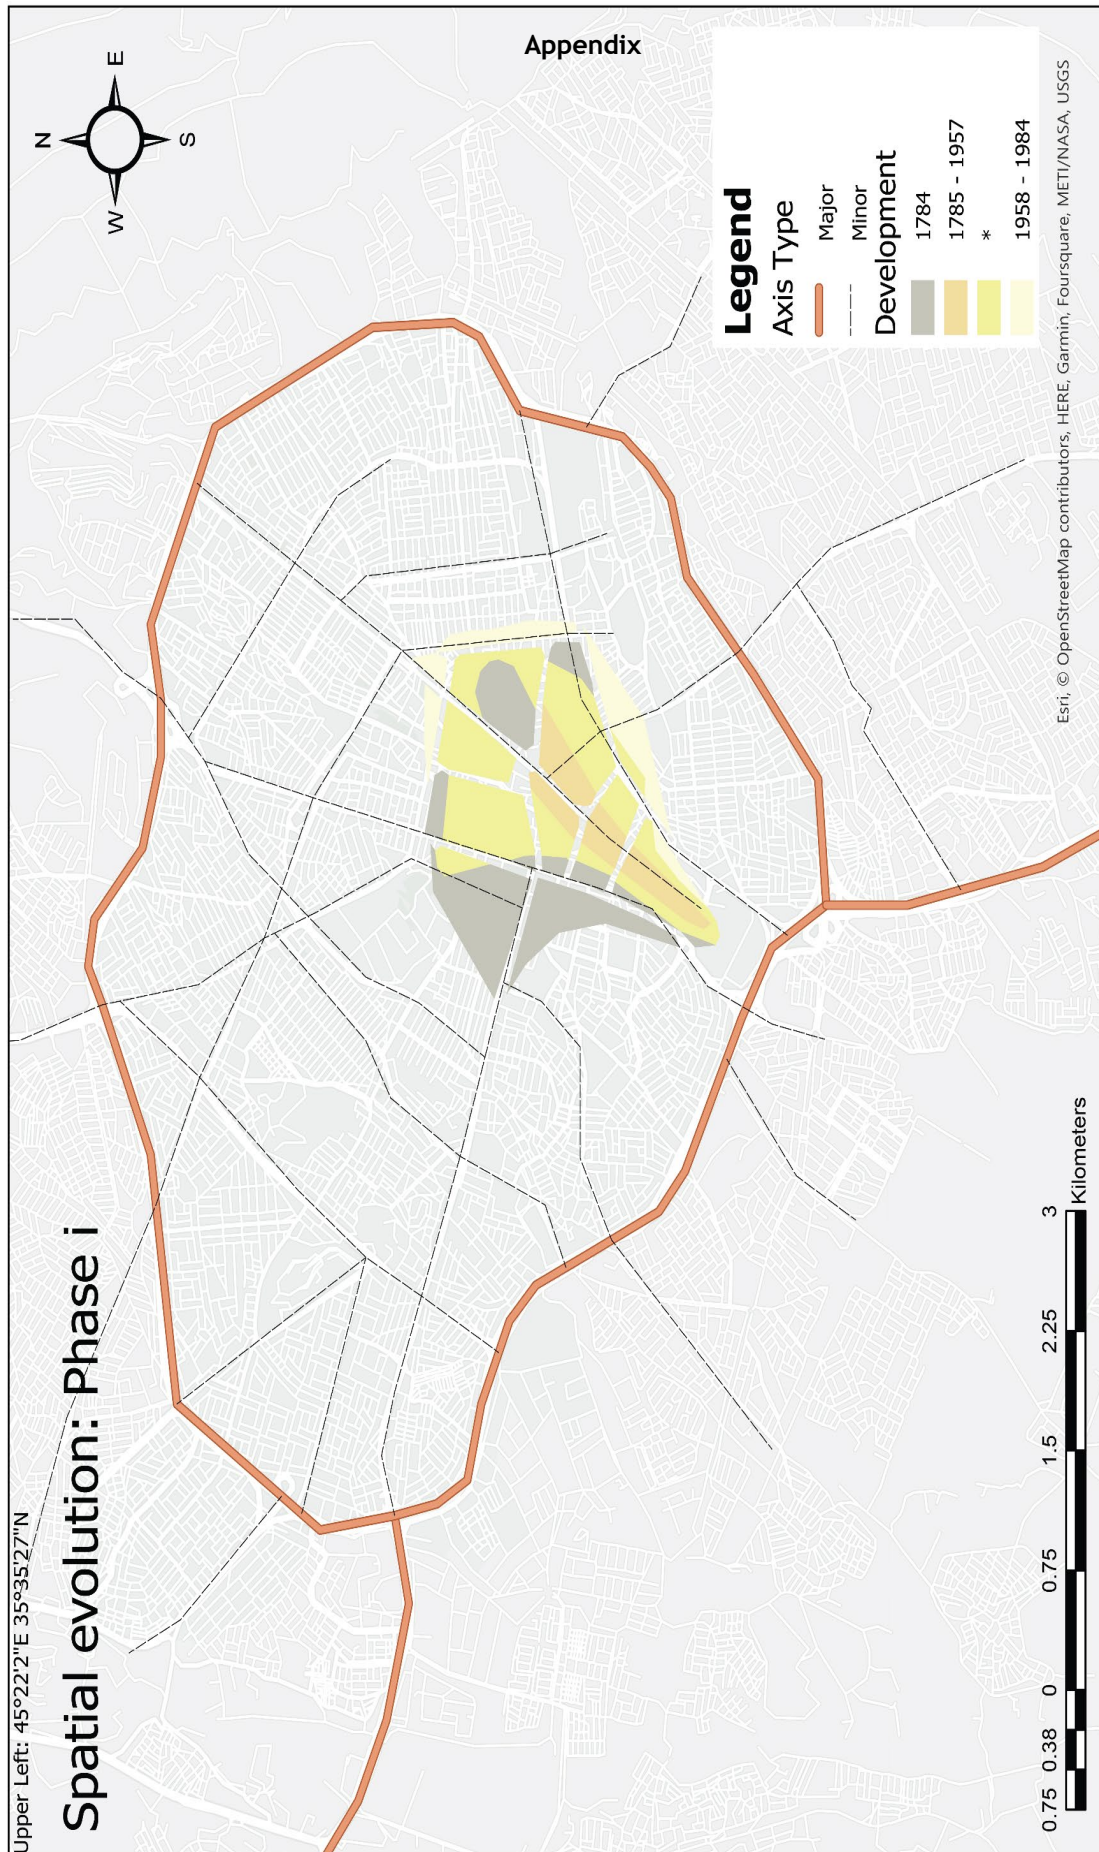 Appendix
Upper Left: 45°22'2"E 35°35'27"N
Spatial evolution: Phase i
N
W
E
S
Legend
Axis Type
Major
Minor
Development
1784
1785 - 1957
*
1958 - 1984
0.75 0.38 0 0.75 1.5 2.25 3
Kilometers
Esri, © OpenStreetMap contributors, HERE, Garmin, Foursquare, METI/NASA, USGS